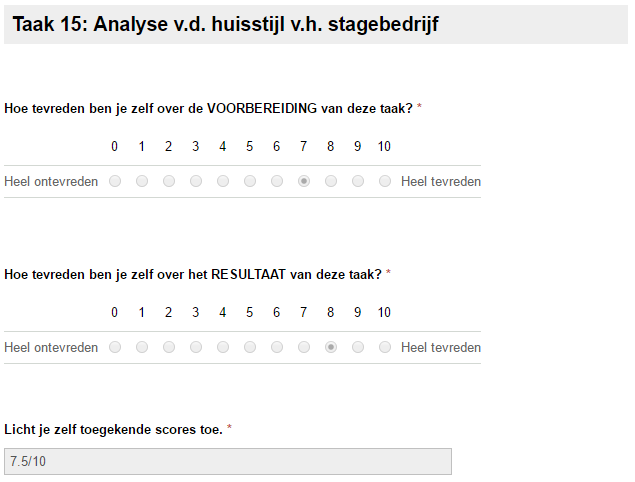 Taak 15: Analyse v.d. huisstijl v.h. stagebedrijf
Hoe tevreden ben je zelf over de VOORBEREIDING van deze taak? *
0 1 2 3 4 5 6 7 8 9 10
Heel ontevreden Heel tevreden
Hoe tevreden ben je zelf over het RESULTAAT van deze taak? *
0 1 2 3 4 5 6 7 8 9 10
Heel ontevreden Heel tevreden
Licht je zelf toegekende scores toe. *
7.5/10